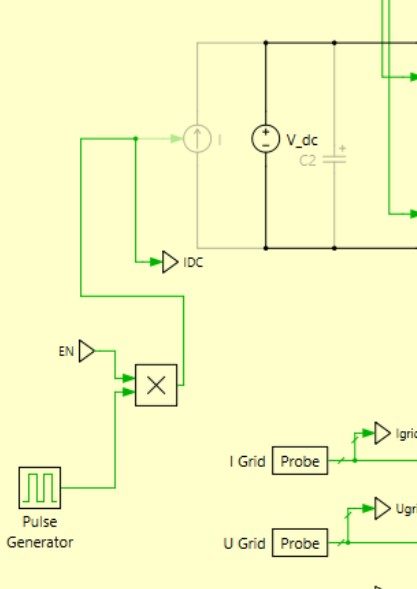 I
V_dc
C2
IDC
EN
I Grid
Probe
Pulse
Generator
U Grid
Probe